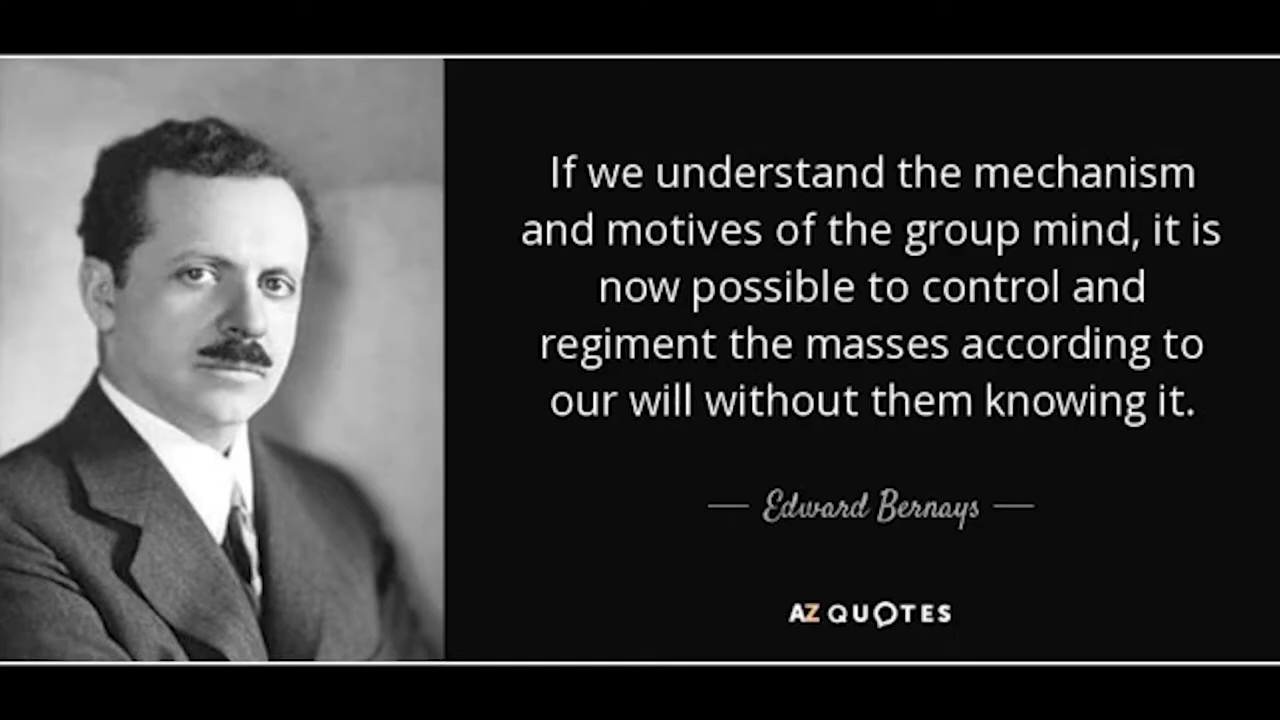 If we understand the mechanism
and motives of the group mind, it is
now possible to control and
regiment the masses according to
our will without them knowing it.
Edward Bernays
AZ QUOTES